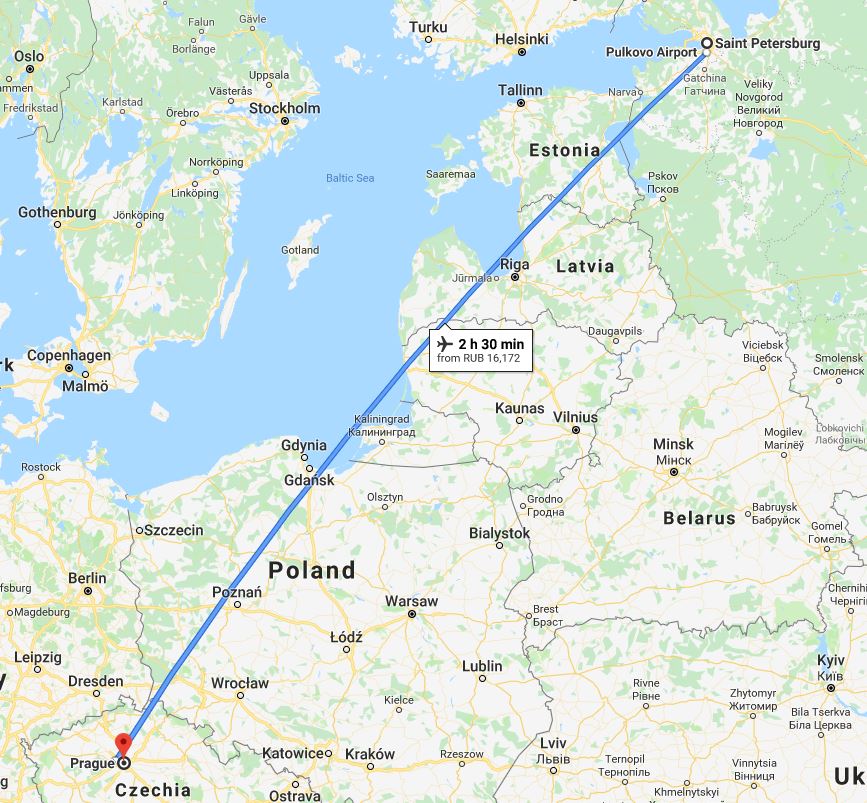 Falun
Gävle
Borlänge
Turku
Helsinki
Saint Petersburg
Pulkovo Airport
Oslo
Uppsala
Västerås
Gatchina
Гатчина
Narva
Tallinn
Veliky
Novgorod
Великий
Новгород
Fredrikstad
Karlstad
Örebro
Stockholm
Estonia
Norrköping
Linköping
Baltic Sea
Saaremaa
Pskov
Псков
Gothenburg
Jönköping
Gotland
Riga
Jūrmala
Latvia
2 h 30 min
from RUB 16,172
Daugavpils
Viciebsk
Віцебск
Smolensk
Смоленск
Copenhagen
Malmö
Kaunas
Vilnius
Kaliningrad
Калининград
Lobkovichi
Лабковічы
Mogilev
Магілёў
Minsk
Мінск
Gdynia
Gdańsk
Rostock
Olsztyn
Grodno
Гродна
Babruysk
Бабруйск
Belarus
Gomel
Гомель
Szczecin
Bialystok
Poland
Berlin
Poznań
Warsaw
Brest
Брэст
Magdeburg
Łódź
Leipzig
Lublin
Kyiv
Київ
Dresden
Wrocław
Kielce
Rivne
Рівне
Zhytomyr
Житомир
Bila Tserkva
Біла Церква
Prague
Katowice
Kraków
Rzeszow
Lviv
Львів
Ternopil
Тернопіль
Vinnytsia
Вінниця
Czechia
Ostrava
Khmelnytskyi